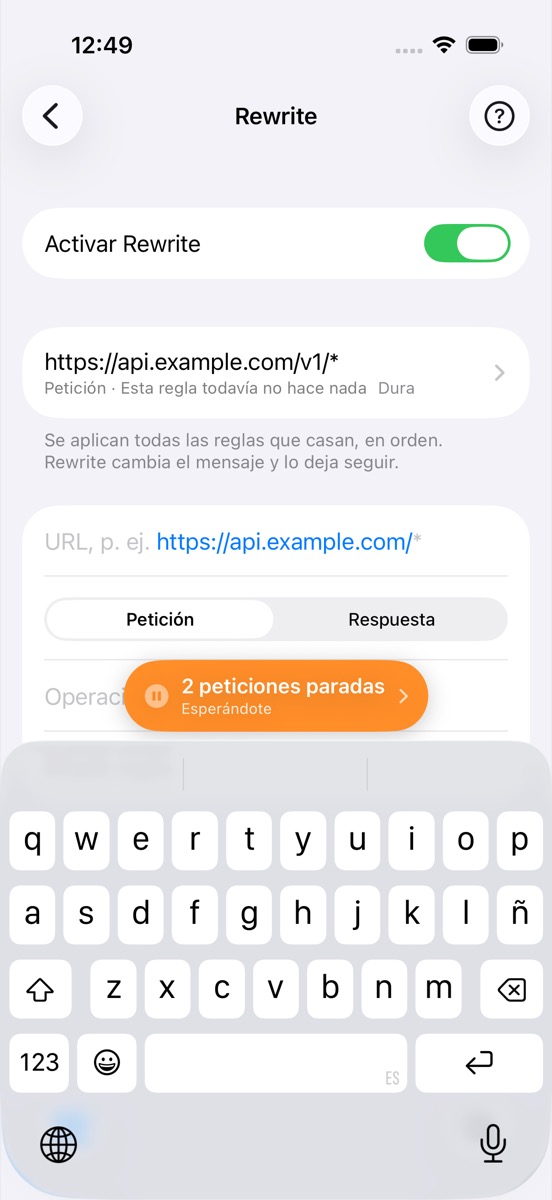 12:49
Rewrite
?
Activar Rewrite
https://api.example.com/v1/*
Petición · Esta regla todavía no hace nada Dura
Se aplican todas las reglas que casan, en orden.
Rewrite cambia el mensaje y lo deja seguir.
URL, p. ej. https://api.example.com/*
Petición Respuesta
Operaci
2 peticiones paradas
Esperándote
q w e r t y u i o p
a s d f g h j k l ñ
z x c v b n m
123
ES